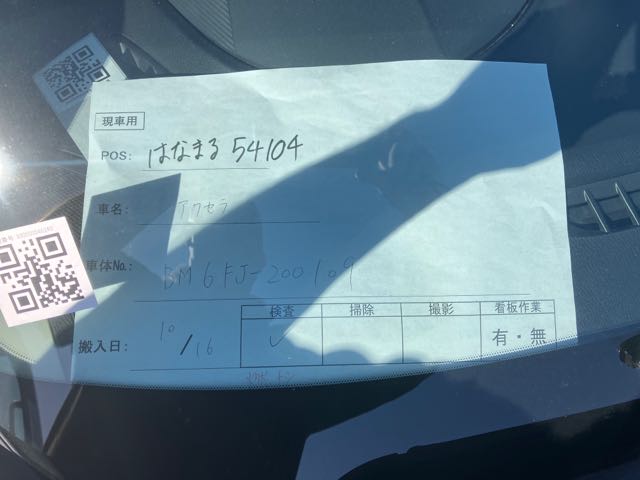 現車用
POS: はなまる 54104
車名: アクセラ
車体No. BM6FJ-200109
搬入日: 10/16
検査 掃除 撮影 看板作業
✓ 有・無